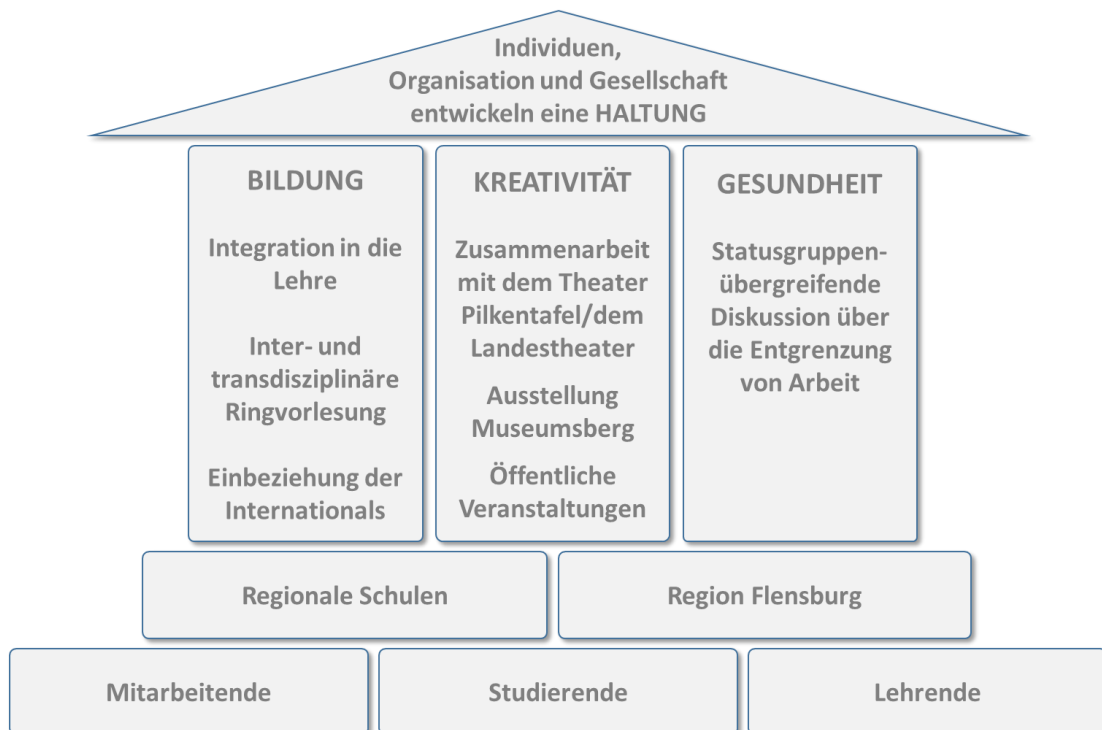 Individuen,
Organisation und Gesellschaft
entwickeln eine HALTUNG
BILDUNG
Integration in die
Lehre
Inter- und
transdisziplinäre
Ringvorlesung
Einbeziehung der
Internationals
KREATIVITÄT
Zusammenarbeit
mit dem Theater
Pilkentafel/dem
Landestheater
Ausstellung
Museumsberg
Öffentliche
Veranstaltungen
GESUNDHEIT
Statusgruppen-
übergreifende
Diskussion über
die Entgrenzung
von Arbeit
Regionale Schulen
Region Flensburg
Mitarbeitende
Studierende
Lehrende